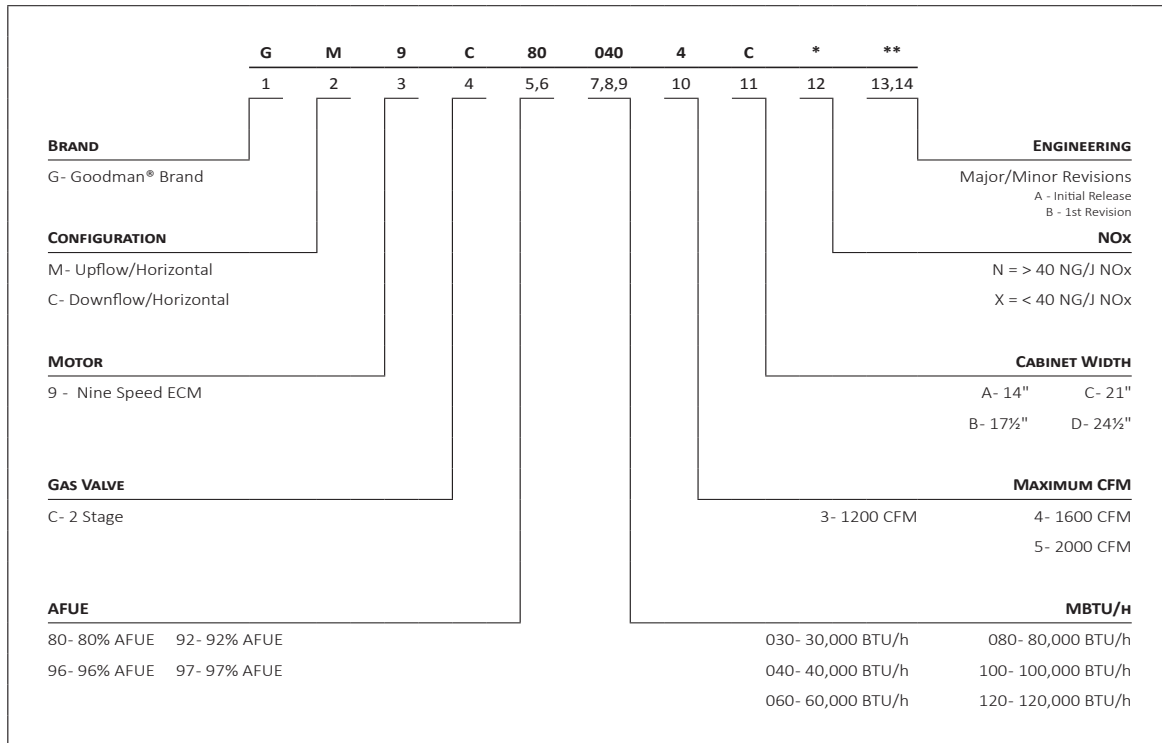 G M 9 C 80 040 4 C * **
1 2 3 4 5,6 7,8,9 10 11 12 13,14
BRAND
G- Goodman® Brand
CONFIGURATION
M- Upflow/Horizontal
C- Downflow/Horizontal
MOTOR
9 - Nine Speed ECM
GAS VALVE
C- 2 Stage
AFUE
80- 80% AFUE 92- 92% AFUE
96- 96% AFUE 97- 97% AFUE
ENGINEERING
Major/Minor Revisions
A - Initial Release
B - 1st Revision
NOx
N = > 40 NG/J NOx
X = < 40 NG/J NOx
CABINET WIDTH
A- 14" C- 21"
B- 17½" D- 24½"
MAXIMUM CFM
3- 1200 CFM 4- 1600 CFM
5- 2000 CFM
MBTU/H
030- 30,000 BTU/h 080- 80,000 BTU/h
040- 40,000 BTU/h 100- 100,000 BTU/h
060- 60,000 BTU/h 120- 120,000 BTU/h